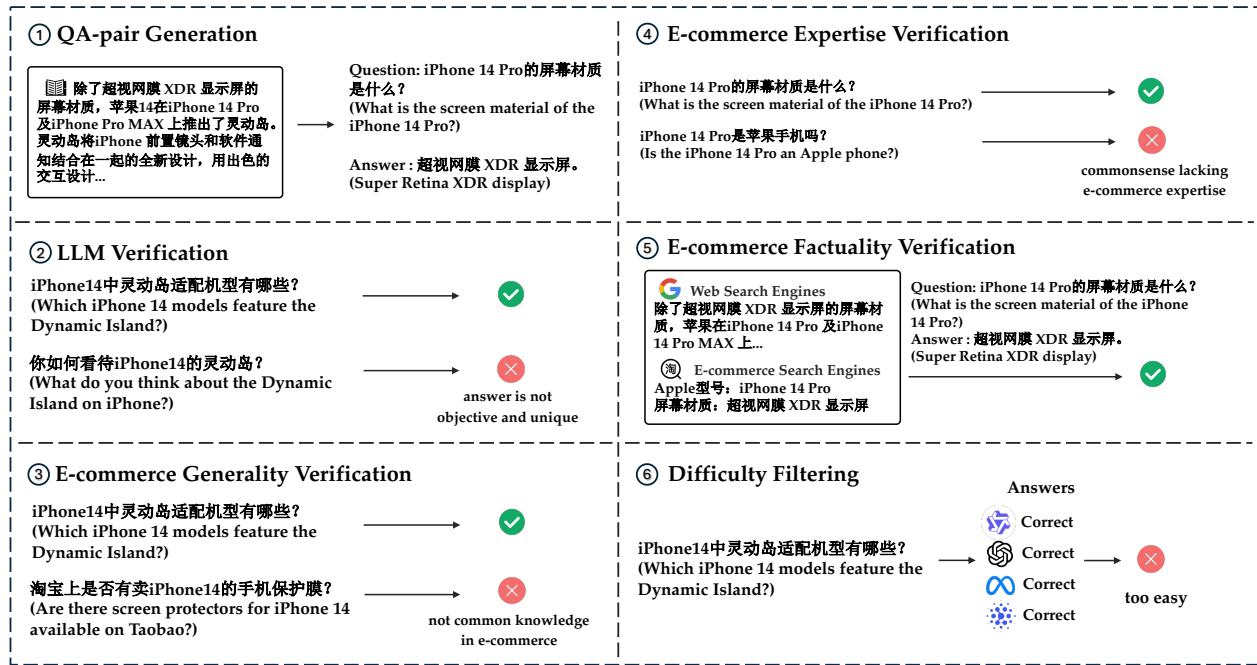 ① QA-pair Generation
除了超视网膜 XDR 显示屏的
屏幕材质，苹果14在iPhone 14 Pro
及iPhone Pro MAX 上推出了灵动岛。
灵动岛将iPhone 前置镜头和软件通
知结合在一起的全新设计，用出色的
交互设计...
Question: iPhone 14 Pro的屏幕材质
是什么？
(What is the screen material of the
iPhone 14 Pro?)
Answer : 超视网膜 XDR 显示屏。
(Super Retina XDR display)
② LLM Verification
iPhone14中灵动岛适配机型有哪些？
(Which iPhone 14 models feature the
Dynamic Island?)
你如何看待iPhone14的灵动岛？
(What do you think about the Dynamic
Island on iPhone?)
answer is not
objective and unique
③ E-commerce Generality Verification
iPhone14中灵动岛适配机型有哪些？
(Which iPhone 14 models feature the
Dynamic Island?)
淘宝上是否有卖iPhone14的手机保护膜？
(Are there screen protectors for iPhone 14
available on Taobao?)
not common knowledge
in e-commerce
④ E-commerce Expertise Verification
iPhone 14 Pro的屏幕材质是什么？
(What is the screen material of the iPhone 14 Pro?)
iPhone 14 Pro是苹果手机吗？
(Is the iPhone 14 Pro an Apple phone?)
commonsense lacking
e-commerce expertise
⑤ E-commerce Factuality Verification
Web Search Engines
除了超视网膜 XDR 显示屏的屏幕材
质，苹果在iPhone 14 Pro 及iPhone
14 Pro MAX 上...
淘 E-commerce Search Engines
Apple型号：iPhone 14 Pro
屏幕材质：超视网膜 XDR 显示屏
Question: iPhone 14 Pro的屏幕材质是什么？
(What is the screen material of the iPhone
14 Pro?)
Answer : 超视网膜 XDR 显示屏。
(Super Retina XDR display)
⑥ Difficulty Filtering
iPhone14中灵动岛适配机型有哪些？
(Which iPhone 14 models feature the
Dynamic Island?)
Answers
Correct
Correct
Correct
Correct
too easy